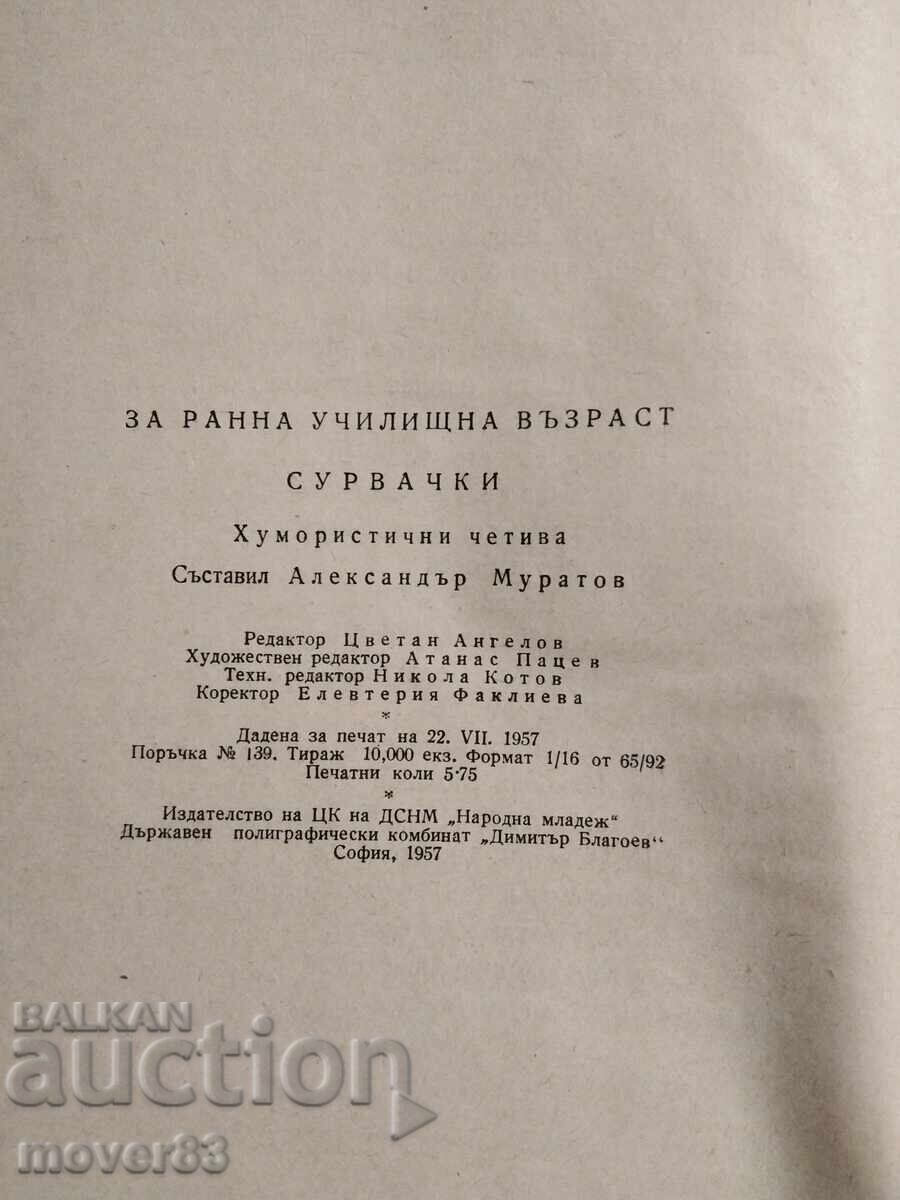 ЗА РАННА УЧИЛИЩНА ВЪЗРАСТ
СУРВАЧКИ
Хумористични четива
Съставил Александър Муратов
Редактор Цветан Ангелов
Художествен редактор Атанас Пацев
Техн. редактор Никола Котов
Коректор Елевтерия Факлиева
*
Дадена за печат на 22. VII. 1957
Поръчка № 139. Тираж 10,000 екз. Формат 1/16 от 65/92
Печатни коли 5·75
*
Издателство на ЦК на ДСНМ „Народна младеж“
Държавен полиграфически комбинат „Димитър Благоев“
София, 1957
BALKAN
auction
mover83